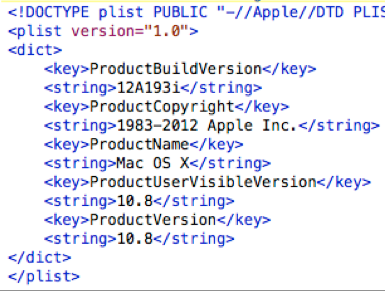 <!DOCTYPE plist PUBLIC "-//Apple//DTD PLIS
<plist version="1.0">
<dict>
<key>ProductBuildVersion</key>
<string>12A193i</string>
<key>ProductCopyright</key>
<string>1983-2012 Apple Inc.</string>
<key>ProductName</key>
<string>Mac OS X</string>
<key>ProductUserVisibleVersion</key>
<string>10.8</string>
<key>ProductVersion</key>
<string>10.8</string>
</dict>
</plist>